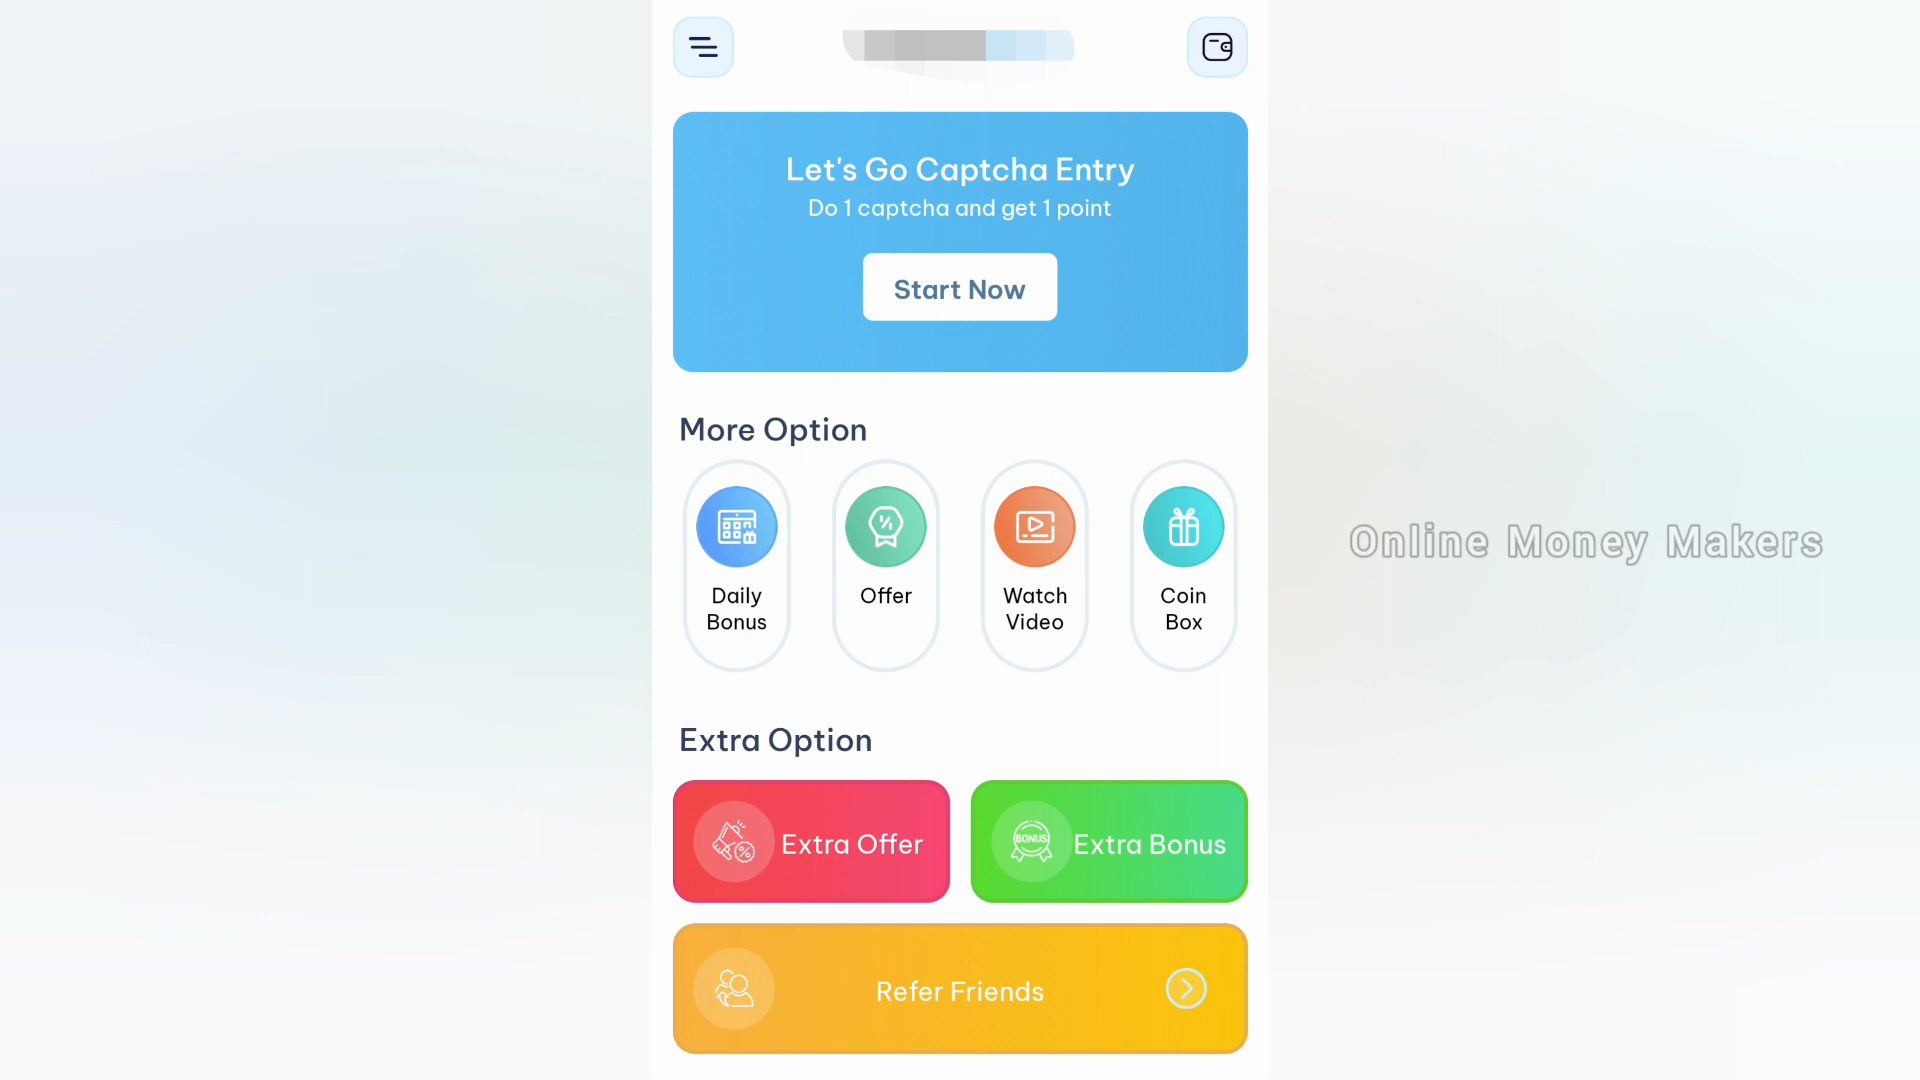 Let's Go Captcha Entry
Do 1 captcha and get 1 point
Start Now
More Option
Daily
Bonus
Offer
Watch
Video
Coin
Box
Online Money Makers
Extra Option
Extra Offer
BONUS
Extra Bonus
Refer Friends